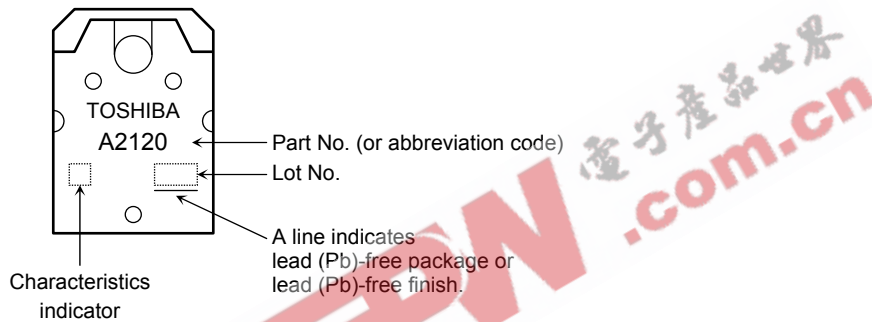 TOSHIBA
A2120
Part No. (or abbreviation code)
Lot No.
A line indicates
lead (Pb)-free package or
lead (Pb)-free finish.
Characteristics
indicator
电子產品世界
.com.cn